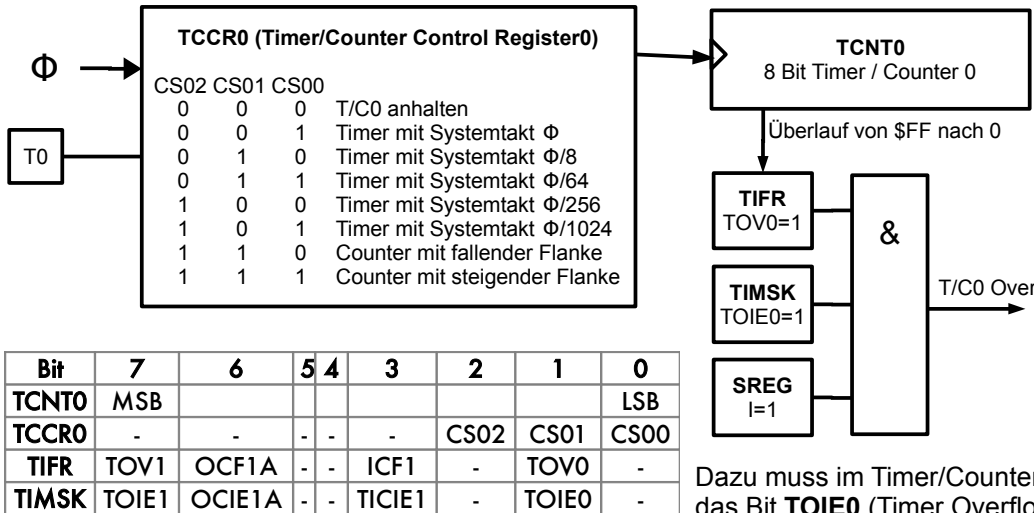 TCCR0 (Timer/Counter Control Register0)
Φ
CS02 CS01 CS00
0 0 0 T/C0 anhalten
0 0 1 Timer mit Systemtakt Φ
0 1 0 Timer mit Systemtakt Φ/8
0 1 1 Timer mit Systemtakt Φ/64
1 0 0 Timer mit Systemtakt Φ/256
1 0 1 Timer mit Systemtakt Φ/1024
1 1 0 Counter mit fallender Flanke
1 1 1 Counter mit steigender Flanke
T0
TCNT0
8 Bit Timer / Counter 0
Überlauf von $FF nach 0
TIFR
TOV0=1
&
TIMSK
TOIE0=1
T/C0 Over
SREG
I=1
Bit 7 6 5 4 3 2 1 0
TCNT0 MSB LSB
TCCR0 - - - - - CS02 CS01 CS00
TIFR TOV1 OCF1A - - ICF1 - TOV0 -
TIMSK TOIE1 OCIE1A - - TICIE1 - TOIE0 -
Dazu muss im Timer/Counter
das Bit TOIE0 (Timer Overflo